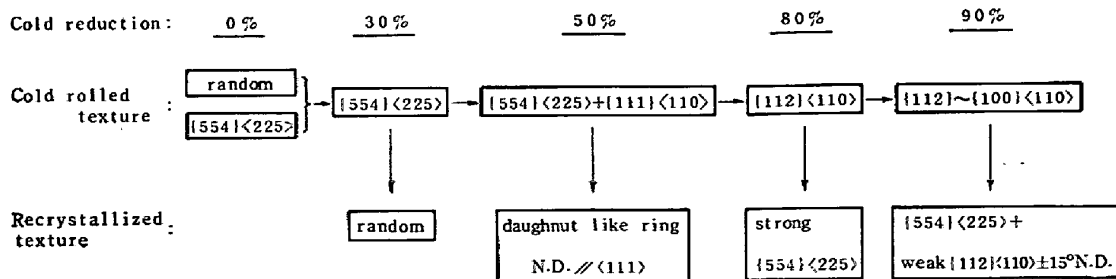 Cold reduction: 0% 30% 50% 80% 90%
random
Cold rolled texture : {554}⟨225⟩ {554}⟨225⟩+{111}⟨110⟩ {112}⟨110⟩ {112}~{100}⟨110⟩
{554}⟨225⟩
Recrystallized texture : random
daughnut like ring
N.D.∥⟨111⟩
strong
{554}⟨225⟩
{554}⟨225⟩+
weak{112}⟨110⟩±15°N.D.